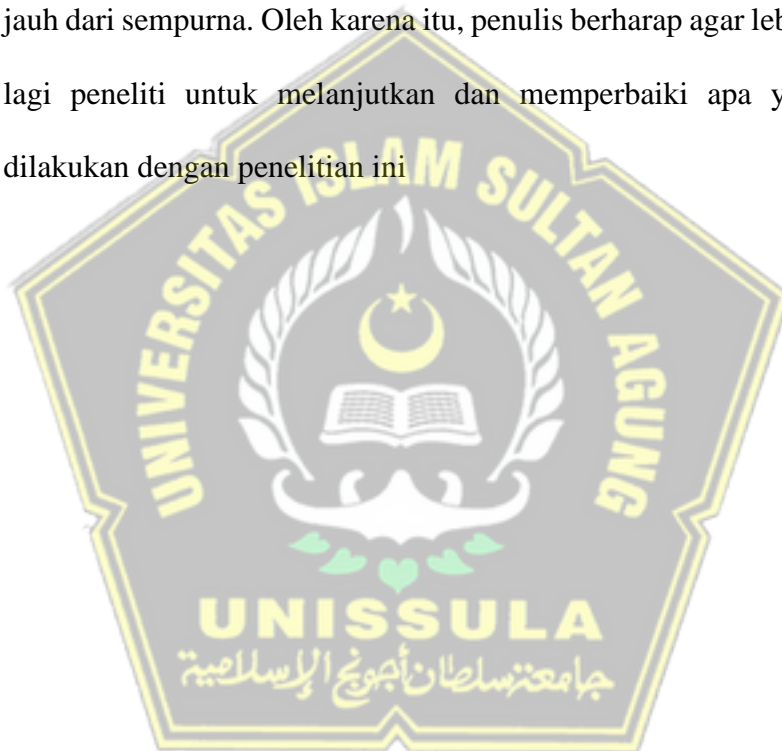 jauh dari sempurna. Oleh karena itu, penulis berharap agar
lagi peneliti untuk melanjutkan dan memperbaiki apa
dilakukan dengan penelitian ini
UNIVERSITAS ISLAM SULTAN AGUNG
UNISSULA
جامعة سلطان أجونج الإسلامية